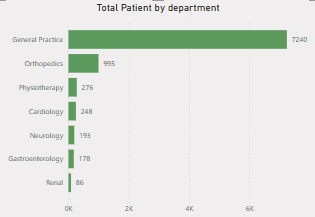 Total Patient by department
General Practice 7240
Orthopedics 995
Physiotherapy 276
Cardiology 248
Neurology 193
Gastroenterology 178
Renal 86
0K 2K 4K 6K